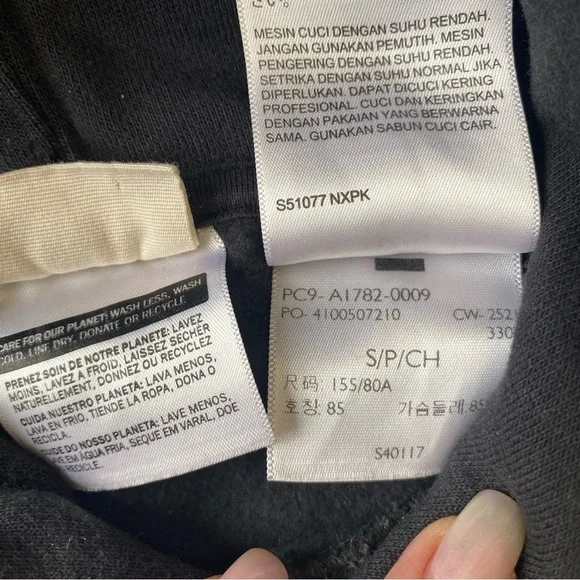 さい。
MESIN CUCI DENGAN SUHU RENDAH.
JANGAN GUNAKAN PEMUTIH. MESIN
PENGERING DENGAN SUHU RENDAH.
SETRIKA DENGAN SUHU NORMAL JIKA
DIPERLUKAN. DAPAT DICUCI KERING
PROFESIONAL. CUCI DAN KERINGKAN
DENGAN PAKAIAN YANG BERWARNA
SAMA. GUNAKAN SABUN CUCI CAIR.
S51077 NXPK
PC9- A1782-0009
PO- 4100507210 CW- 252
330
S/P/CH
尺码: 155/80A
호칭: 85 가슴둘레: 85
S40117
CARE FOR OUR PLANET: WASH LESS, WASH
COLD, LINE DRY, DONATE OR RECYCLE
PRENEZ SOIN DE NOTRE PLANÈTE: LAVEZ
MOINS, LAVEZ À FROID, LAISSEZ SÉCHER
NATURELLEMENT, DONNEZ OU RECYCLEZ
CUIDA NUESTRO PLANETA: LAVA MENOS,
LAVA EN FRIO, TIENDE LA ROPA, DONA O
RECICLA.
CUIDE DO NOSSO PLANETA: LAVE MENOS,
LAVE EM ÁGUA FRIA, SEQUE EM VARAL, DOE
RECICLE